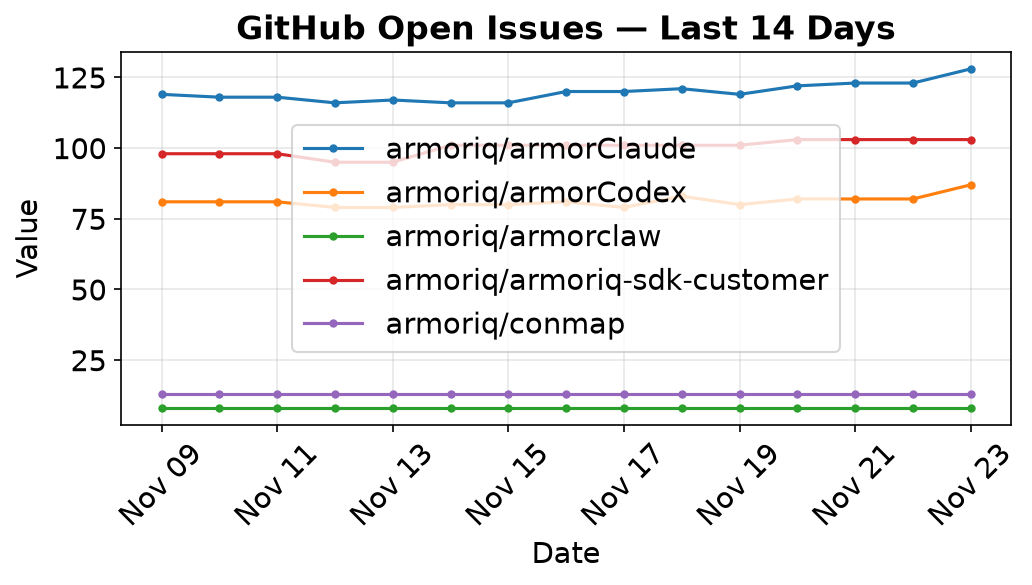 GitHub Open Issues — Last 14 Days
Value
125
100
75
50
25
armoriq/armorClaude
armoriq/armorCodex
armoriq/armorclaw
armoriq/armoriq-sdk-customer
armoriq/conmap
Nov 09
Nov 11
Nov 13
Nov 15
Nov 17
Nov 19
Nov 21
Nov 23
Date